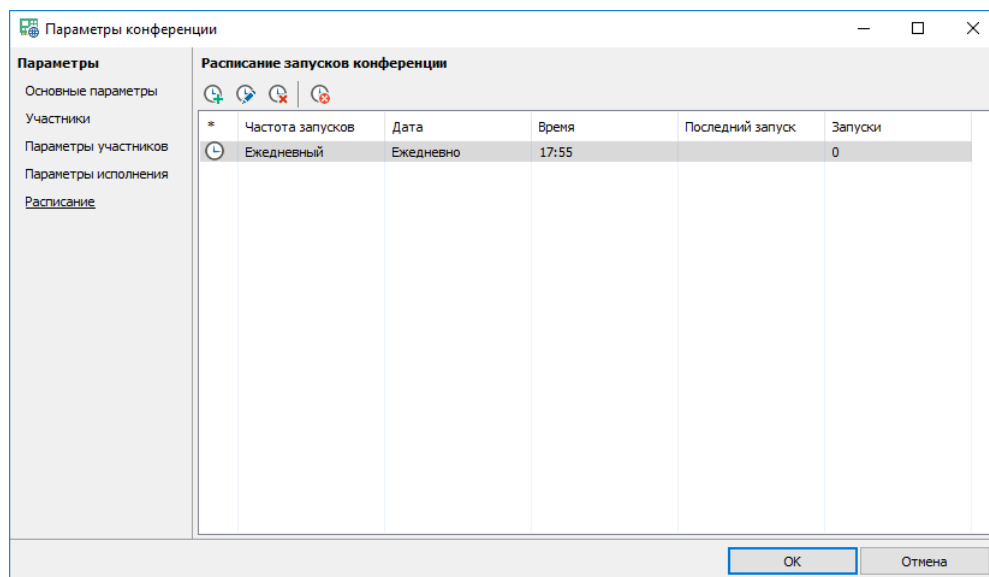 Параметры конференции
Параметры
Основные параметры
Участники
Параметры участников
Параметры исполнения
Расписание
Расписание запусков конференции
* Частота запусков Дата Время Последний запуск Запуски
Ежедневный Ежедневно 17:55 0
OK Отмена